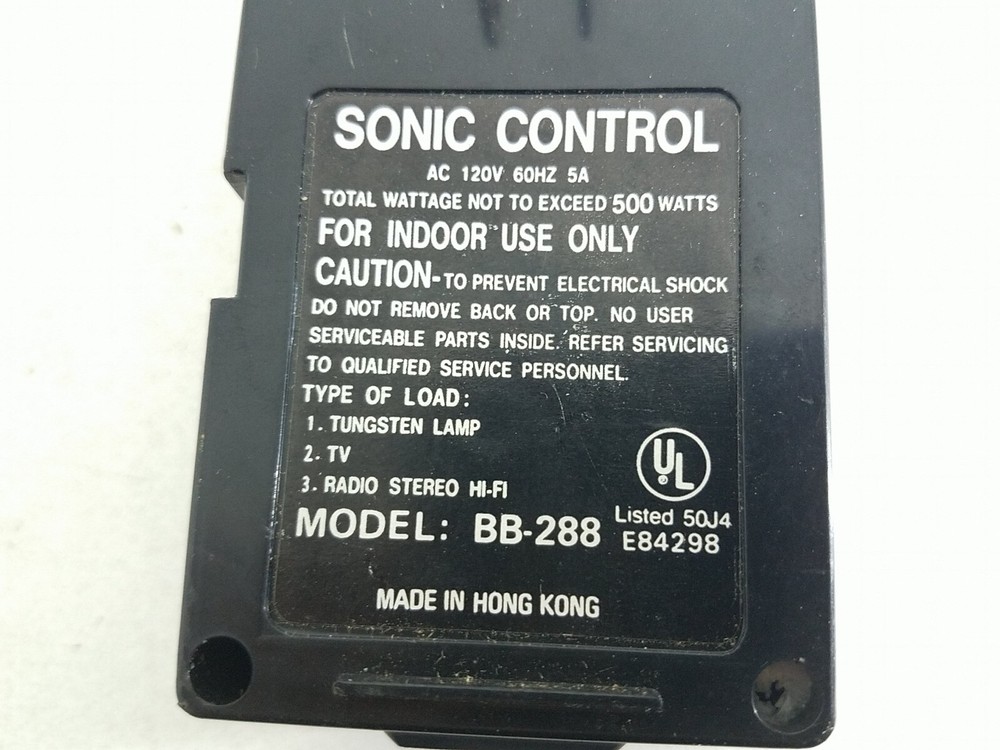 SONIC CONTROL
AC 120V 60HZ 5A
TOTAL WATTAGE NOT TO EXCEED 500 WATTS
FOR INDOOR USE ONLY
CAUTION-TO PREVENT ELECTRICAL SHOCK
DO NOT REMOVE BACK OR TOP. NO USER
SERVICEABLE PARTS INSIDE. REFER SERVICING
TO QUALIFIED SERVICE PERSONNEL.
TYPE OF LOAD:
1. TUNGSTEN LAMP
2. TV
3. RADIO STEREO HI-FI
UL
MODEL: BB-288
Listed 50J4
E84298
MADE IN HONG KONG